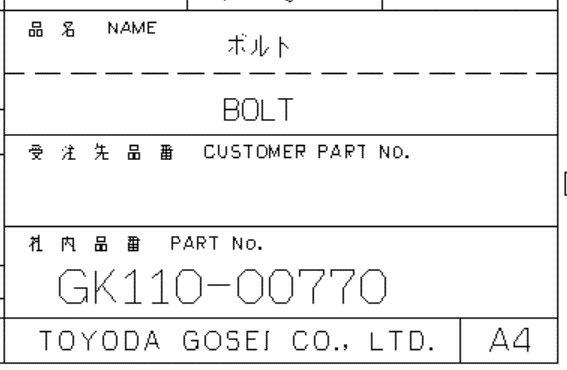 品名 NAME
ボルト
BOLT
受注先品番 CUSTOMER PART NO.
社内品番 PART No.
GK110-00770
TOYODA GOSEI CO., LTD. A4